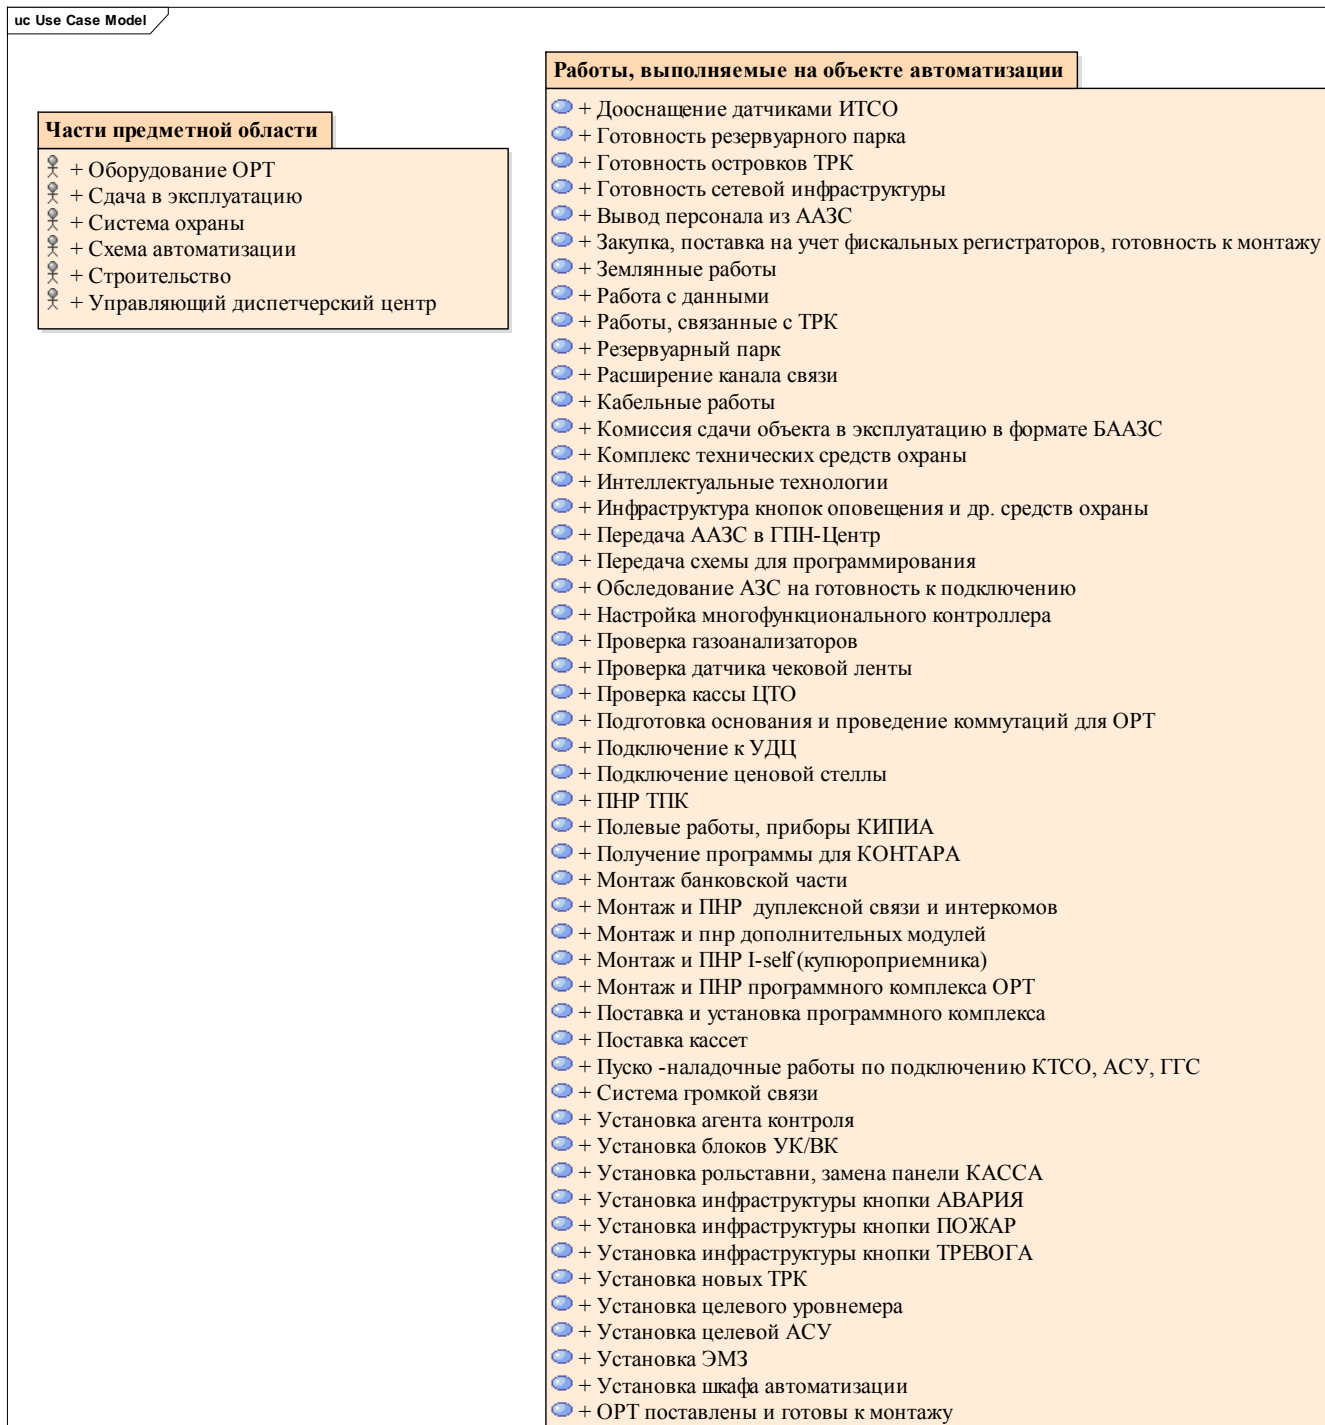 uc Use Case Model
Части предметной области
+ Оборудование ОРТ
+ Сдача в эксплуатацию
+ Система охраны
+ Схема автоматизации
+ Строительство
+ Управляющий диспетчерский центр
Работы, выполняемые на объекте автоматизации
+ Дооснащение датчиками ИТСО
+ Готовность резервуарного парка
+ Готовность островков ТРК
+ Готовность сетевой инфраструктуры
+ Вывод персонала из ААЗС
+ Закупка, поставка на учет фискальных регистраторов, готовность к монтажу
+ Землянные работы
+ Работа с данными
+ Работы, связанные с ТРК
+ Резервуарный парк
+ Расширение канала связи
+ Кабельные работы
+ Комиссия сдачи объекта в эксплуатацию в формате БААЗС
+ Комплекс технических средств охраны
+ Интеллектуальные технологии
+ Инфраструктура кнопок оповещения и др. средств охраны
+ Передача ААЗС в ГПН-Центр
+ Передача схемы для программирования
+ Обследование АЗС на готовность к подключению
+ Настройка многофункционального контроллера
+ Проверка газоанализаторов
+ Проверка датчика чековой ленты
+ Проверка кассы ЦТО
+ Подготовка основания и проведение коммутаций для ОРТ
+ Подключение к УДЦ
+ Подключение ценовой стеллы
+ ПНР ТПК
+ Полевые работы, приборы КИПИА
+ Получение программы для КОНТАРА
+ Монтаж банковской части
+ Монтаж и ПНР дуплексной связи и интеркомов
+ Монтаж и пнр дополнительных модулей
+ Монтаж и ПНР I-self (купюроприемника)
+ Монтаж и ПНР программного комплекса ОРТ
+ Поставка и установка программного комплекса
+ Поставка кассет
+ Пуско -наладочные работы по подключению КТСО, АСУ, ГГС
+ Система громкой связи
+ Установка агента контроля
+ Установка блоков УК/ВК
+ Установка рольставни, замена панели КАССА
+ Установка инфраструктуры кнопки АВАРИЯ
+ Установка инфраструктуры кнопки ПОЖАР
+ Установка инфраструктуры кнопки ТРЕВОГА
+ Установка новых ТРК
+ Установка целевого уровнемера
+ Установка целевой АСУ
+ Установка ЭМЗ
+ Установка шкафа автоматизации
+ ОРТ поставлены и готовы к монтажу